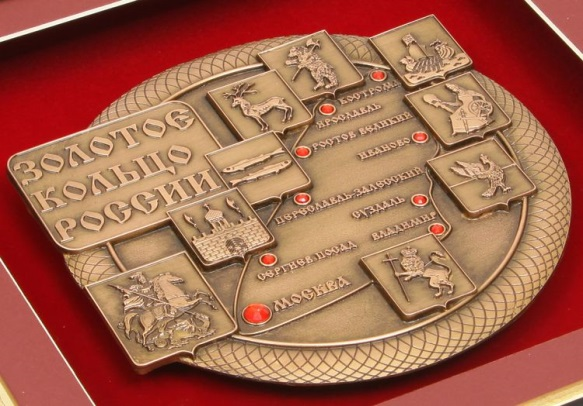 ЗОЛОТОЕ
КОЛЬЦО
РОССИИ
КОСТРОМА
ЯРОСЛАВЛЬ
РОСТОВ ВЕЛИКИЙ
ИВАНОВО
ПЕРЕСЛАВЛЬ-ЗАЛЕССКИЙ
СУЗДАЛЬ
ВЛАДИМИР
СЕРГИЕВ ПОСАД
МОСКВА